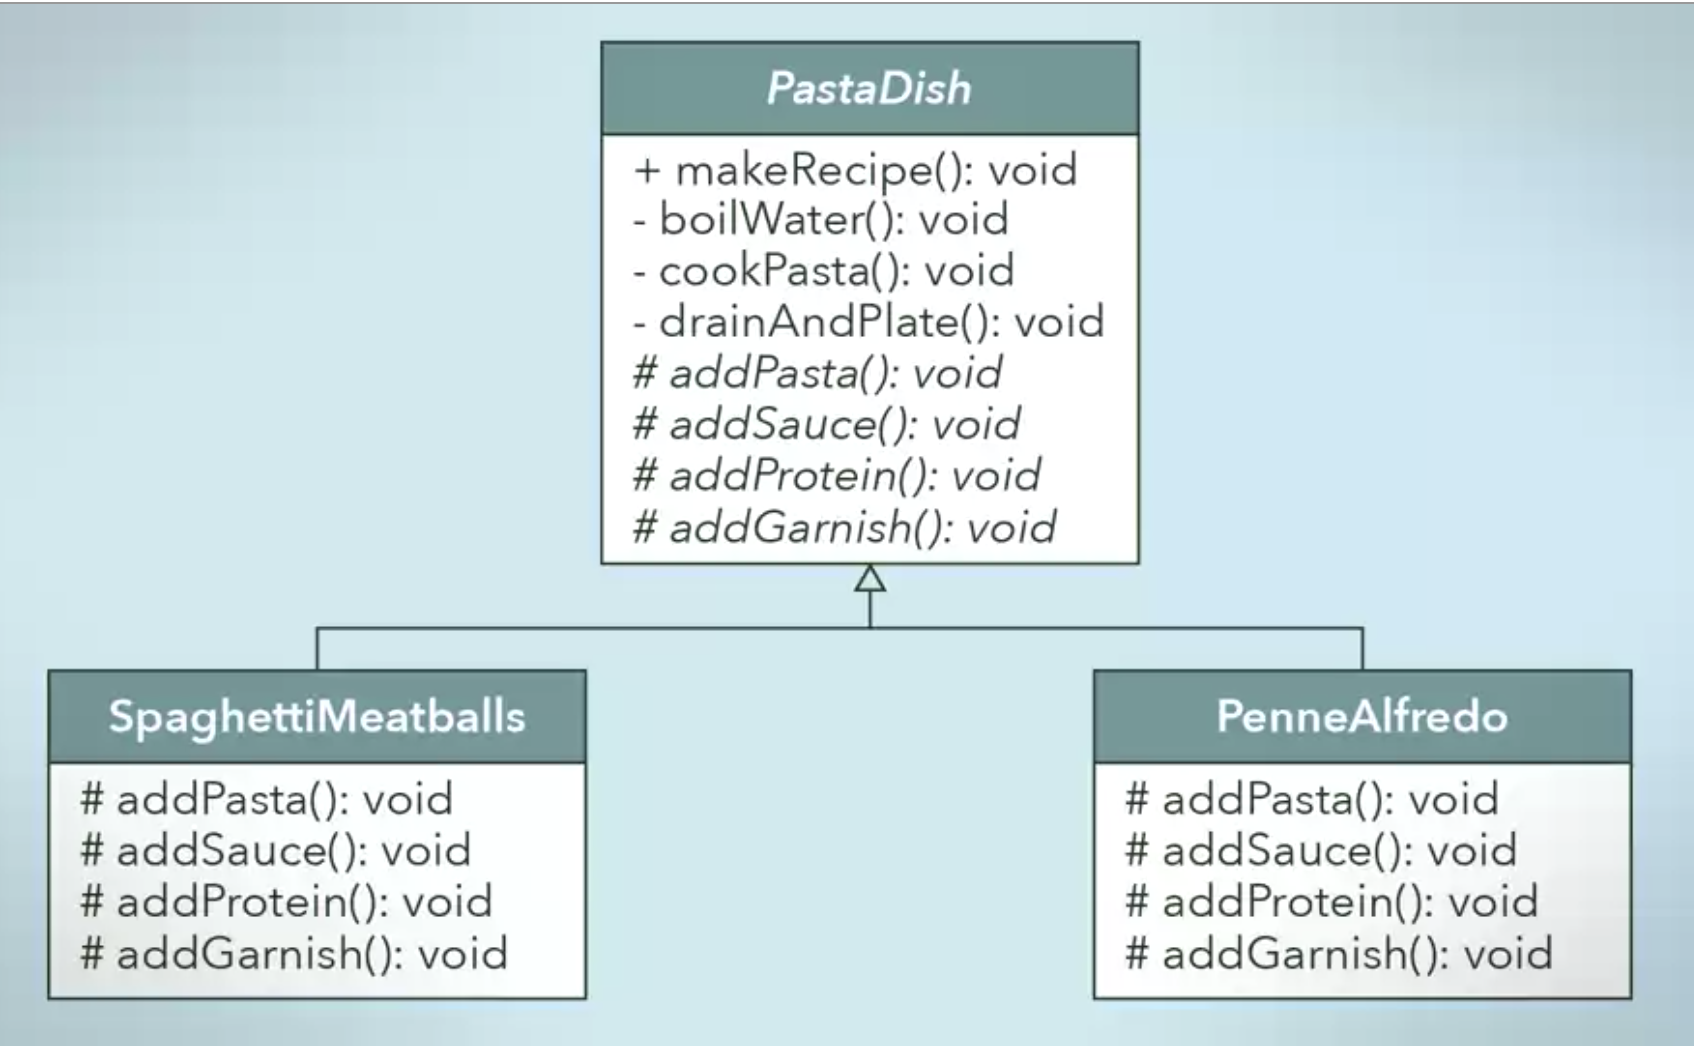 PastaDish
+ makeRecipe(): void
- boilWater(): void
- cookPasta(): void
- drainAndPlate(): void
# addPasta(): void
# addSauce(): void
# addProtein(): void
# addGarnish(): void
SpaghettiMeatballs
# addPasta(): void
# addSauce(): void
# addProtein(): void
# addGarnish(): void
PenneAlfredo
# addPasta(): void
# addSauce(): void
# addProtein(): void
# addGarnish(): void